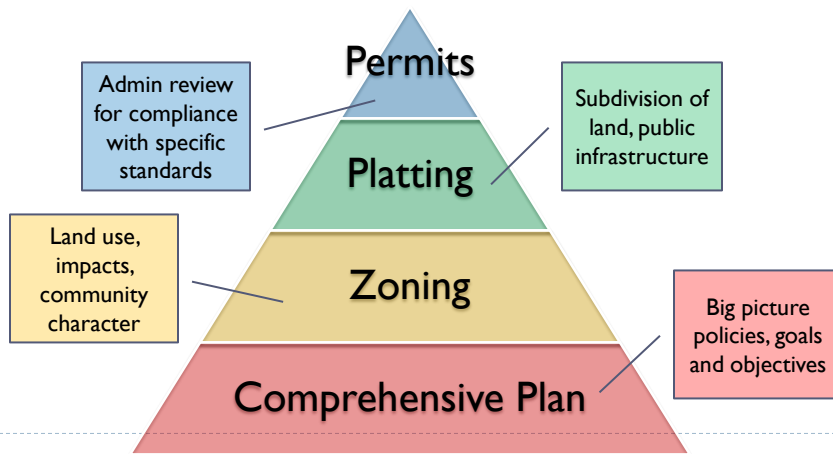 Permits
Admin review
for compliance
with specific
standards
Subdivision of
land, public
infrastructure
Platting
Land use,
impacts,
community
character
Zoning
Big picture
policies, goals
and objectives
Comprehensive Plan